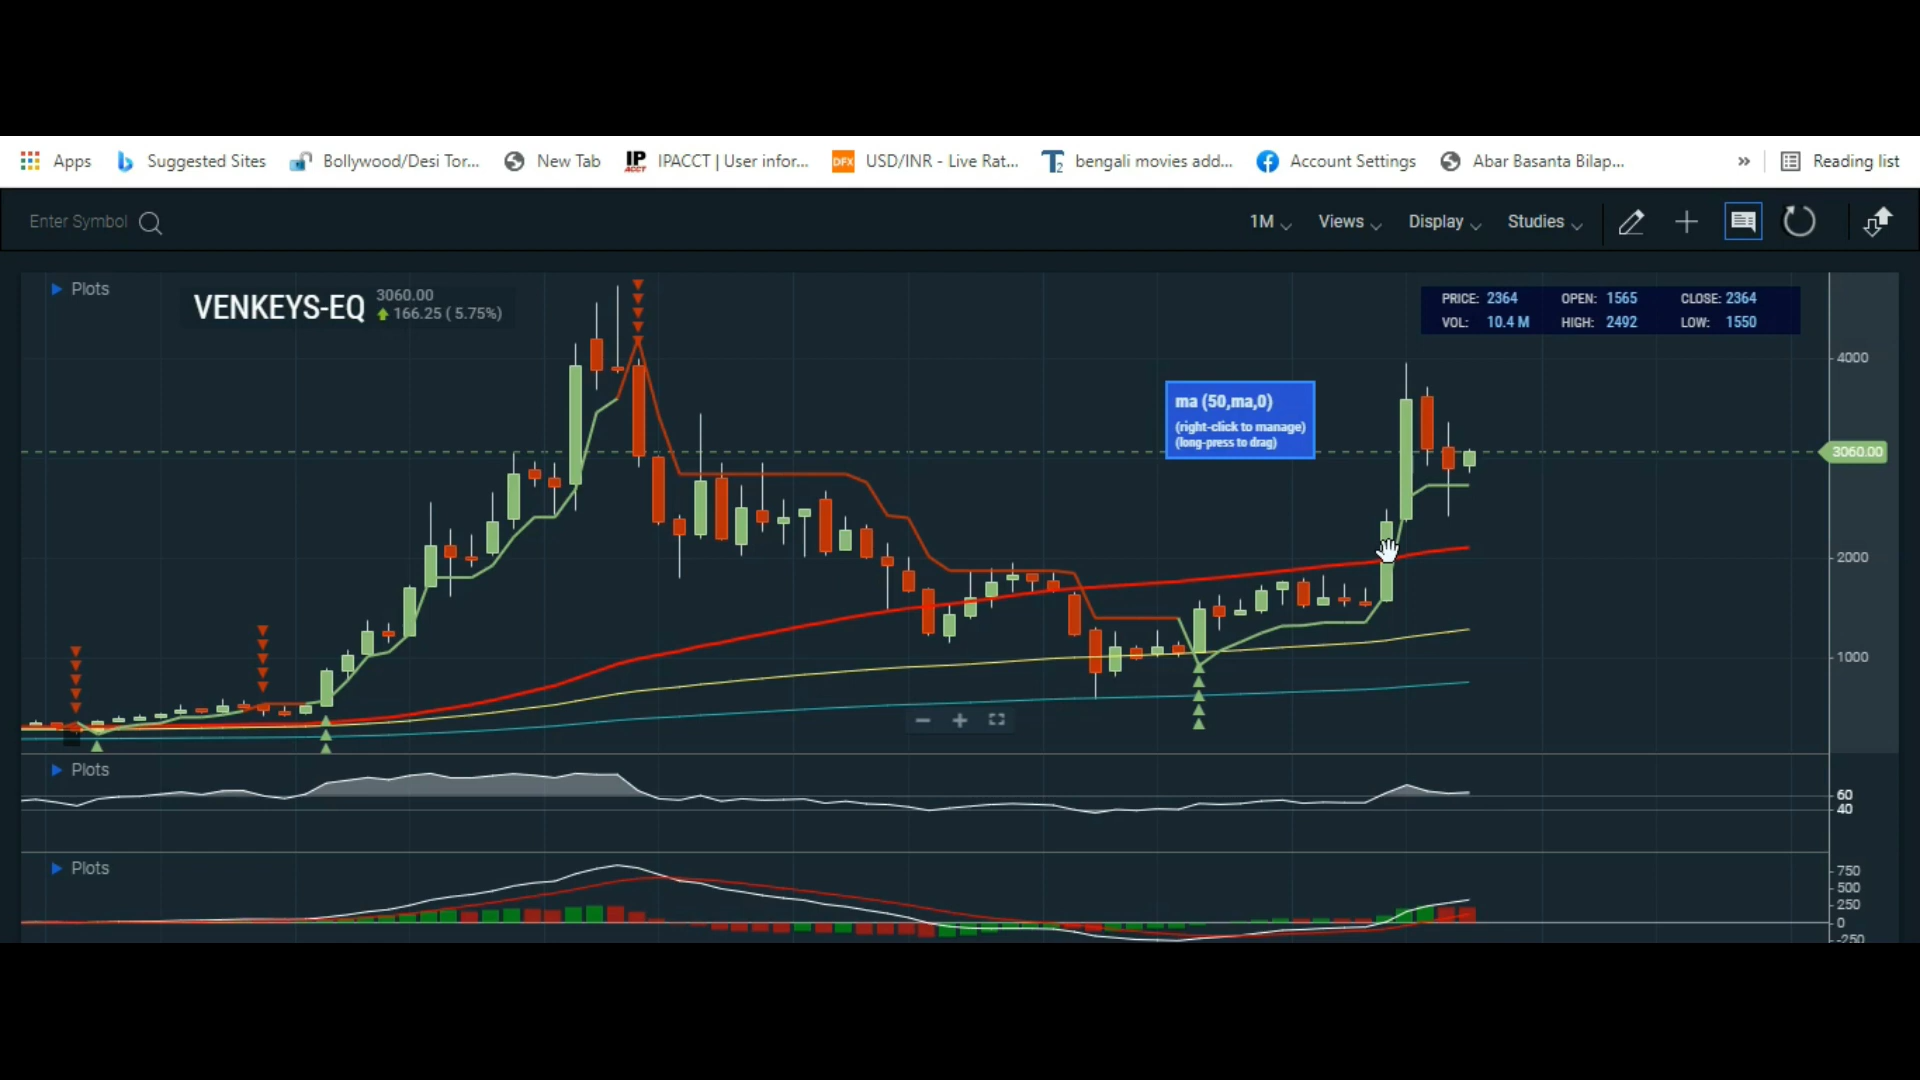 Apps Suggested Sites Bollywood/Desi Tor... New Tab IP ACCT IPACCT | User infor... DFX USD/INR - Live Rat... T2 bengali movies add... Account Settings Abar Basanta Bilap... » Reading list
Enter Symbol 1M Views Display Studies
Plots
VENKEYS-EQ 3060.00
166.25 ( 5.75%)
PRICE: 2364 OPEN: 1565 CLOSE: 2364
VOL: 10.4 M HIGH: 2492 LOW: 1550
4000
ma (50,ma,0)
(right-click to manage)
(long-press to drag)
3060.00
2000
1000
Plots
60
40
Plots
750
500
250
0
-250